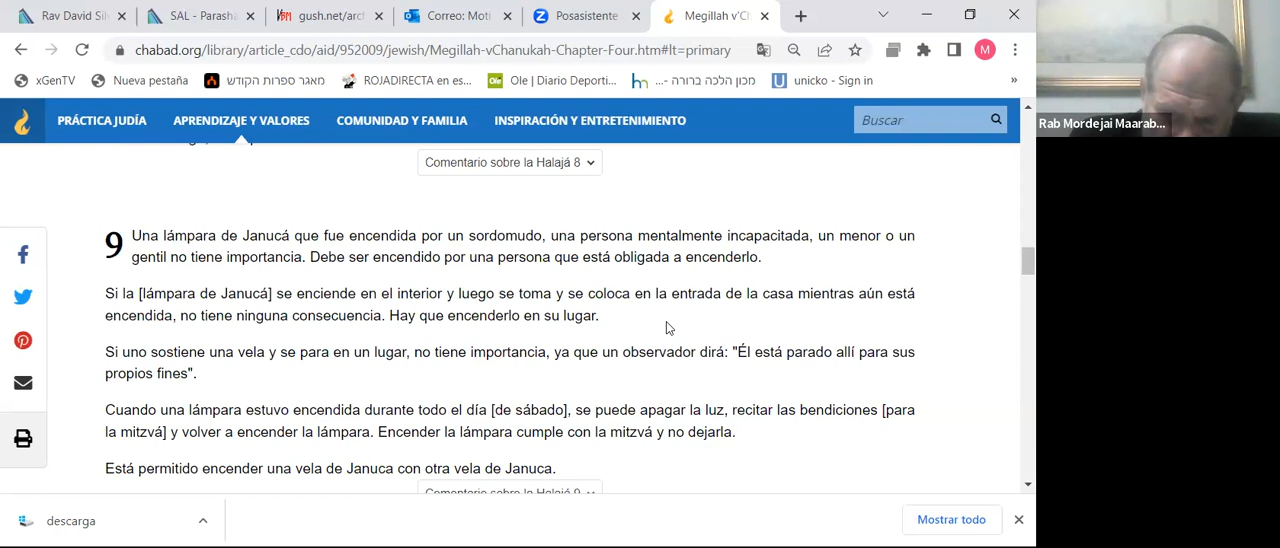 Rav David Sil
SAL - Parasha
gush.net/arc
Correo: Moti
Posasistente
Megillah v'Ch
chabad.org/library/article_cdo/aid/952009/jewish/Megillah-vChanukah-Chapter-Four.htm#lt=primary
M
xGenTV
Nueva pestaña
מאגר ספרות הקודש
ROJADIRECTA en es...
Ole
Ole | Diario Deporti...
מכון הלכה ברורה -...
unicko - Sign in
»
PRÁCTICA JUDÍA
APRENDIZAJE Y VALORES
COMUNIDAD Y FAMILIA
INSPIRACIÓN Y ENTRETENIMIENTO
Buscar
Rab Mordejai Maarab...
Comentario sobre la Halajá 8
9 Una lámpara de Janucá que fue encendida por un sordomudo, una persona mentalmente incapacitada, un menor o un
gentil no tiene importancia. Debe ser encendido por una persona que está obligada a encenderlo.
Si la [lámpara de Janucá] se enciende en el interior y luego se toma y se coloca en la entrada de la casa mientras aún está
encendida, no tiene ninguna consecuencia. Hay que encenderlo en su lugar.
Si uno sostiene una vela y se para en un lugar, no tiene importancia, ya que un observador dirá: "Él está parado allí para sus
propios fines".
Cuando una lámpara estuvo encendida durante todo el día [de sábado], se puede apagar la luz, recitar las bendiciones [para
la mitzvá] y volver a encender la lámpara. Encender la lámpara cumple con la mitzvá y no dejarla.
Está permitido encender una vela de Januca con otra vela de Januca.
Comentario sobre la Halajá 9
descarga
Mostrar todo